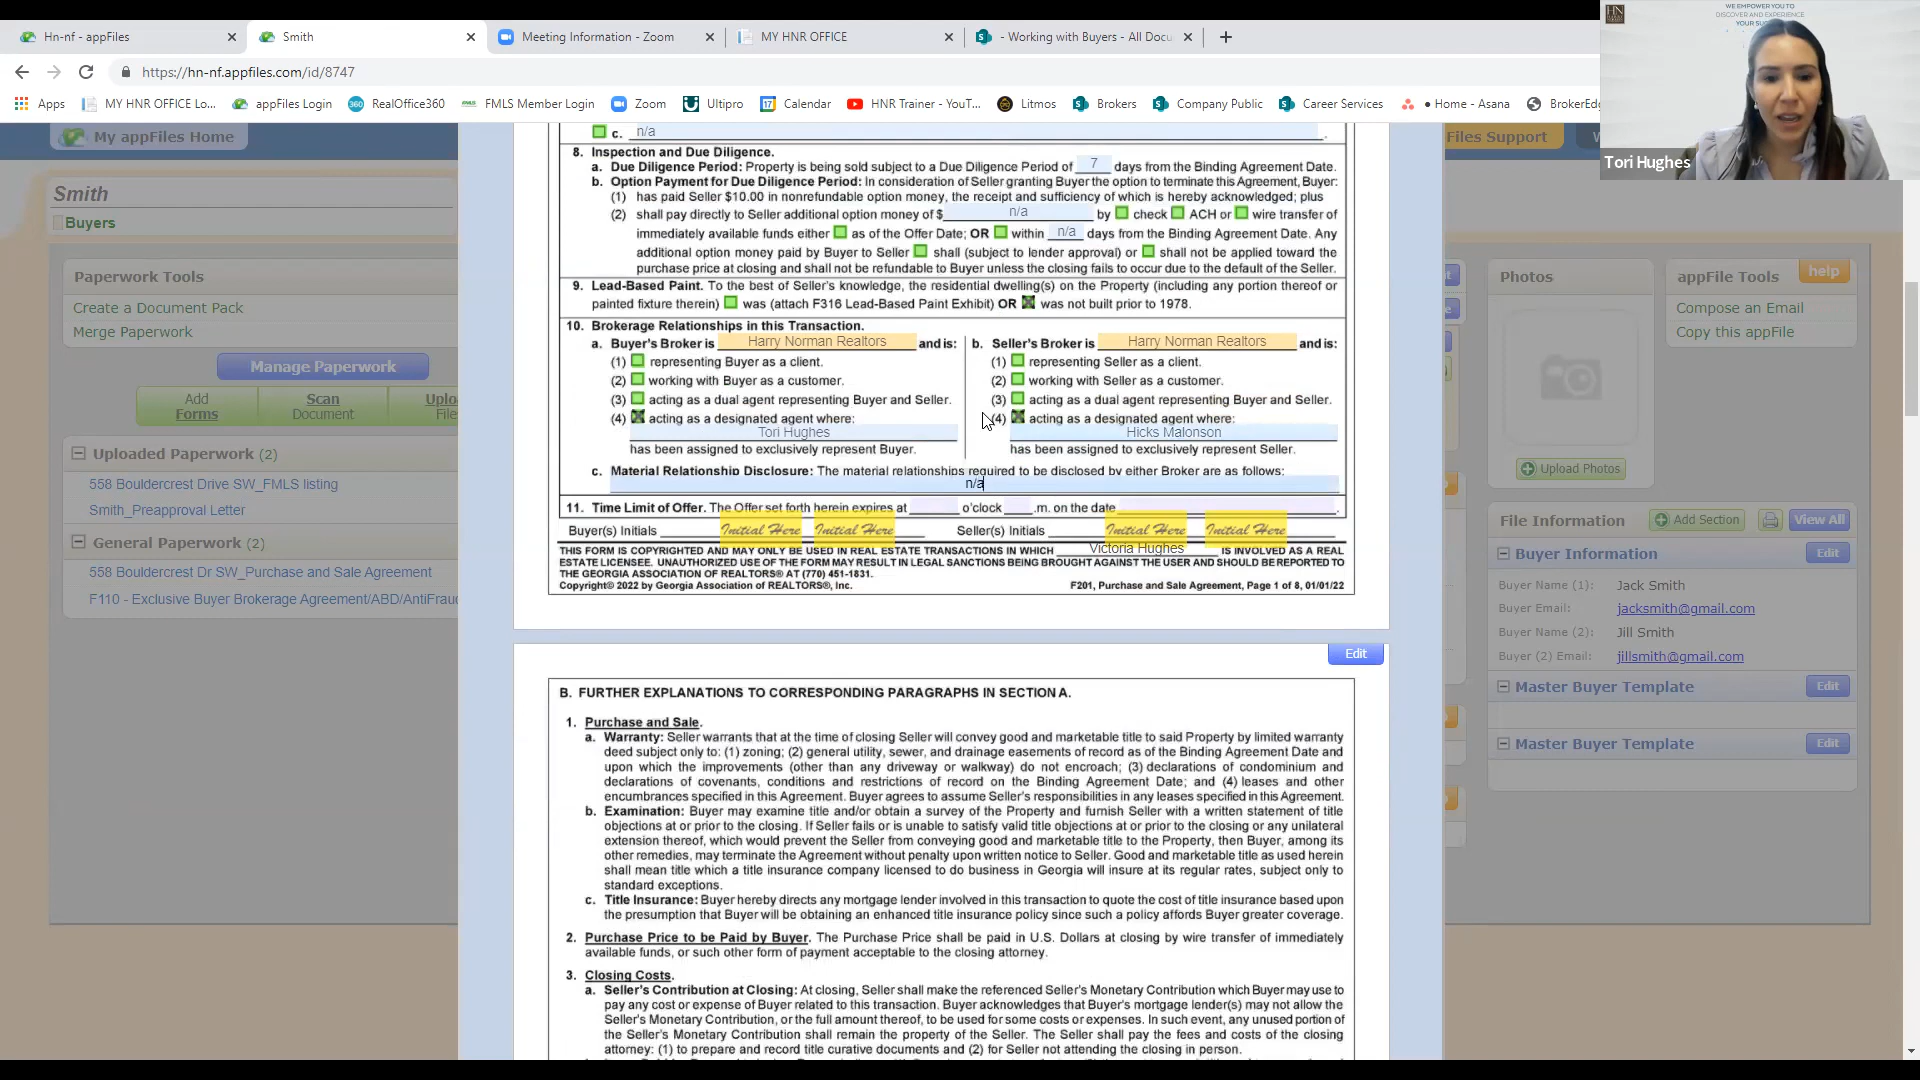 Hn-nf - appFiles
Smith
Meeting Information - Zoom
MY HNR OFFICE
- Working with Buyers - All Docu
https://hn-nf.appfiles.com/id/8747
Apps
MY HNR OFFICE Lo...
appFiles Login
RealOffice360
FMLS Member Login
Zoom
Ultipro
Calendar
HNR Trainer - YouT...
Litmos
Brokers
Company Public
Career Services
• Home - Asana
BrokerEdg
HN
WE EMPOWER YOU TO
DISCOVER AND EXPERIENCE
Tori Hughes
My appFiles Home
Files Support
Smith
Buyers
Paperwork Tools
Create a Document Pack
Merge Paperwork
Manage Paperwork
Add
Forms
Scan
Document
Uplo
File
Uploaded Paperwork (2)
558 Bouldercrest Drive SW_FMLS listing
Smith_Preapproval Letter
General Paperwork (2)
558 Bouldercrest Dr SW_Purchase and Sale Agreement
F110 - Exclusive Buyer Brokerage Agreement/ABD/AntiFrau
c. n/a
8. Inspection and Due Diligence.
a. Due Diligence Period: Property is being sold subject to a Due Diligence Period of 7 days from the Binding Agreement Date.
b. Option Payment for Due Diligence Period: In consideration of Seller granting Buyer the option to terminate this Agreement, Buyer:
(1) has paid Seller $10.00 in nonrefundable option money, the receipt and sufficiency of which is hereby acknowledged; plus
(2) shall pay directly to Seller additional option money of $ n/a by check ACH or wire transfer of
immediately available funds either as of the Offer Date; OR within n/a days from the Binding Agreement Date. Any
additional option money paid by Buyer to Seller shall (subject to lender approval) or shall not be applied toward the
purchase price at closing and shall not be refundable to Buyer unless the closing fails to occur due to the default of the Seller.
9. Lead-Based Paint. To the best of Seller's knowledge, the residential dwelling(s) on the Property (including any portion thereof or
painted fixture therein) was (attach F316 Lead-Based Paint Exhibit) OR was not built prior to 1978.
10. Brokerage Relationships in this Transaction.
a. Buyer's Broker is Harry Norman Realtors and is:
(1) representing Buyer as a client.
(2) working with Buyer as a customer.
(3) acting as a dual agent representing Buyer and Seller.
(4) acting as a designated agent where:
Tori Hughes
has been assigned to exclusively represent Buyer.
b. Seller's Broker is Harry Norman Realtors and is:
(1) representing Seller as a client.
(2) working with Seller as a customer.
(3) acting as a dual agent representing Buyer and Seller.
(4) acting as a designated agent where:
Hicks Malonson
has been assigned to exclusively represent Seller.
c. Material Relationship Disclosure: The material relationships required to be disclosed by either Broker are as follows:
n/a
11. Time Limit of Offer. The Offer set forth herein expires at o'clock .m. on the date .
Buyer(s) Initials Initial Here Initial Here Seller(s) Initials Initial Here Initial Here
THIS FORM IS COPYRIGHTED AND MAY ONLY BE USED IN REAL ESTATE TRANSACTIONS IN WHICH Victoria Hughes IS INVOLVED AS A REAL
ESTATE LICENSEE. UNAUTHORIZED USE OF THE FORM MAY RESULT IN LEGAL SANCTIONS BEING BROUGHT AGAINST THE USER AND SHOULD BE REPORTED TO
THE GEORGIA ASSOCIATION OF REALTORS® AT (770) 451-1831.
Copyright© 2022 by Georgia Association of REALTORS®, Inc. F201, Purchase and Sale Agreement, Page 1 of 8, 01/01/22
Edit
B. FURTHER EXPLANATIONS TO CORRESPONDING PARAGRAPHS IN SECTION A.
1. Purchase and Sale.
a. Warranty: Seller warrants that at the time of closing Seller will convey good and marketable title to said Property by limited warranty
deed subject only to: (1) zoning; (2) general utility, sewer, and drainage easements of record as of the Binding Agreement Date and
upon which the improvements (other than any driveway or walkway) do not encroach; (3) declarations of condominium and
declarations of covenants, conditions and restrictions of record on the Binding Agreement Date; and (4) leases and other
encumbrances specified in this Agreement. Buyer agrees to assume Seller's responsibilities in any leases specified in this Agreement.
b. Examination: Buyer may examine title and/or obtain a survey of the Property and furnish Seller with a written statement of title
objections at or prior to the closing. If Seller fails or is unable to satisfy valid title objections at or prior to the closing or any unilateral
extension thereof, which would prevent the Seller from conveying good and marketable title to the Property, then Buyer, among its
other remedies, may terminate the Agreement without penalty upon written notice to Seller. Good and marketable title as used herein
shall mean title which a title insurance company licensed to do business in Georgia will insure at its regular rates, subject only to
standard exceptions.
c. Title Insurance: Buyer hereby directs any mortgage lender involved in this transaction to quote the cost of title insurance based upon
the presumption that Buyer will be obtaining an enhanced title insurance policy since such a policy affords Buyer greater coverage.
2. Purchase Price to be Paid by Buyer. The Purchase Price shall be paid in U.S. Dollars at closing by wire transfer of immediately
available funds, or such other form of payment acceptable to the closing attorney.
3. Closing Costs.
a. Seller's Contribution at Closing: At closing, Seller shall make the referenced Seller's Monetary Contribution which Buyer may use to
pay any cost or expense of Buyer related to this transaction. Buyer acknowledges that Buyer's mortgage lender(s) may not allow the
Seller's Monetary Contribution, or the full amount thereof, to be used for some costs or expenses. In such event, any unused portion of
the Seller's Monetary Contribution shall remain the property of the Seller. The Seller shall pay the fees and costs of the closing
attorney: (1) to prepare and record title curative documents and (2) for Seller not attending the closing in person.
Photos
Upload Photos
appFile Tools
help
Compose an Email
Copy this appFile
File Information
Add Section
View All
Buyer Information
Edit
Buyer Name (1): Jack Smith
Buyer Email: jacksmith@gmail.com
Buyer Name (2): Jill Smith
Buyer (2) Email: jillsmith@gmail.com
Master Buyer Template
Edit
Master Buyer Template
Edit